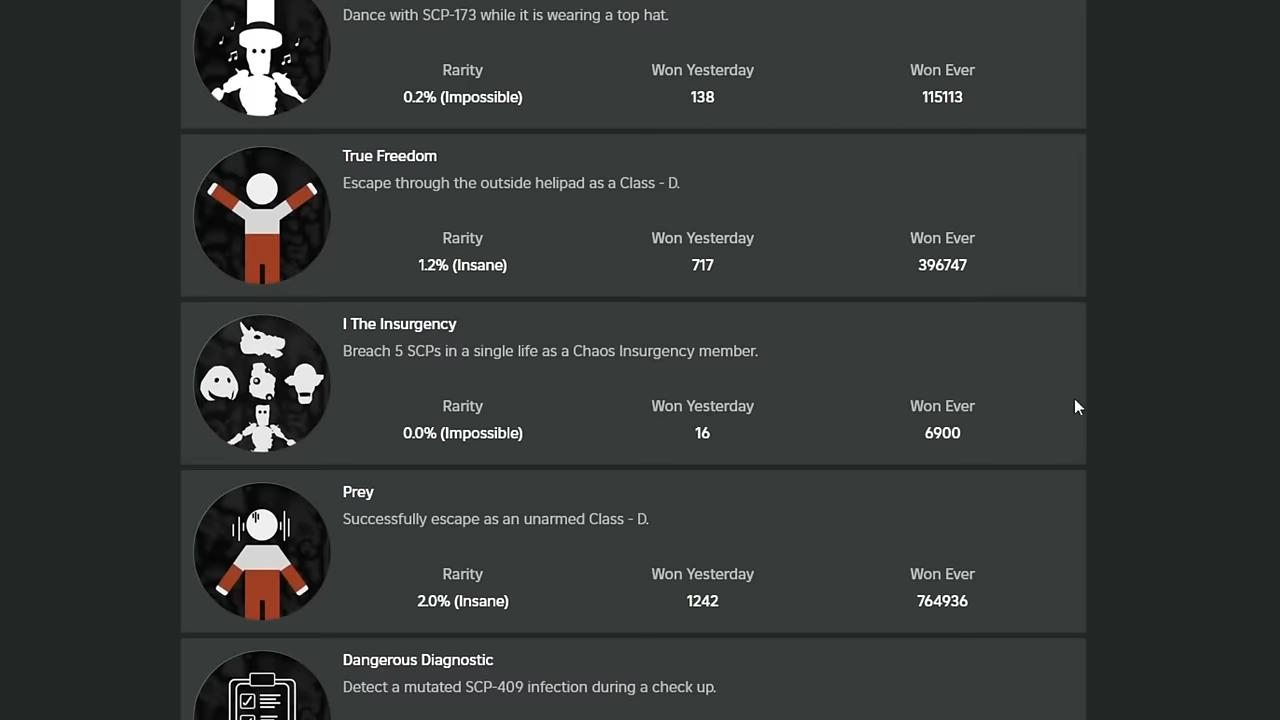 Dance with SCP-173 while it is wearing a top hat.
Rarity Won Yesterday Won Ever
0.2% (Impossible) 138 115113
True Freedom
Escape through the outside helipad as a Class - D.
Rarity Won Yesterday Won Ever
1.2% (Insane) 717 396747
I The Insurgency
Breach 5 SCPs in a single life as a Chaos Insurgency member.
Rarity Won Yesterday Won Ever
0.0% (Impossible) 16 6900
Prey
Successfully escape as an unarmed Class - D.
Rarity Won Yesterday Won Ever
2.0% (Insane) 1242 764936
Dangerous Diagnostic
Detect a mutated SCP-409 infection during a check up.